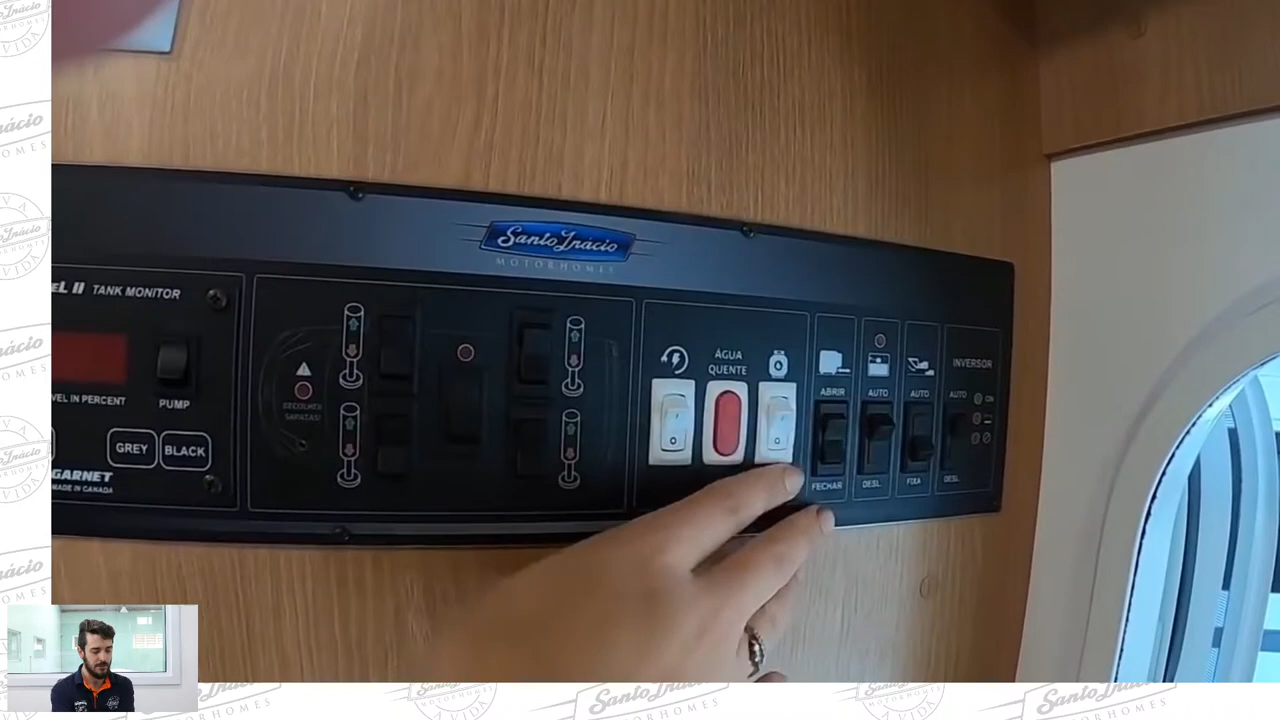 Santo Inácio
MOTORHOMES
EL II TANK MONITOR
PUMP
VEL IN PERCENT
GREY
BLACK
GARNET
MADE IN CANADA
RECOLHER
SAPATAS!
ÁGUA
QUENTE
ABRIR
FECHAR
AUTO
DESL.
AUTO
FIXA
INVERSOR
AUTO
ON
DESL.